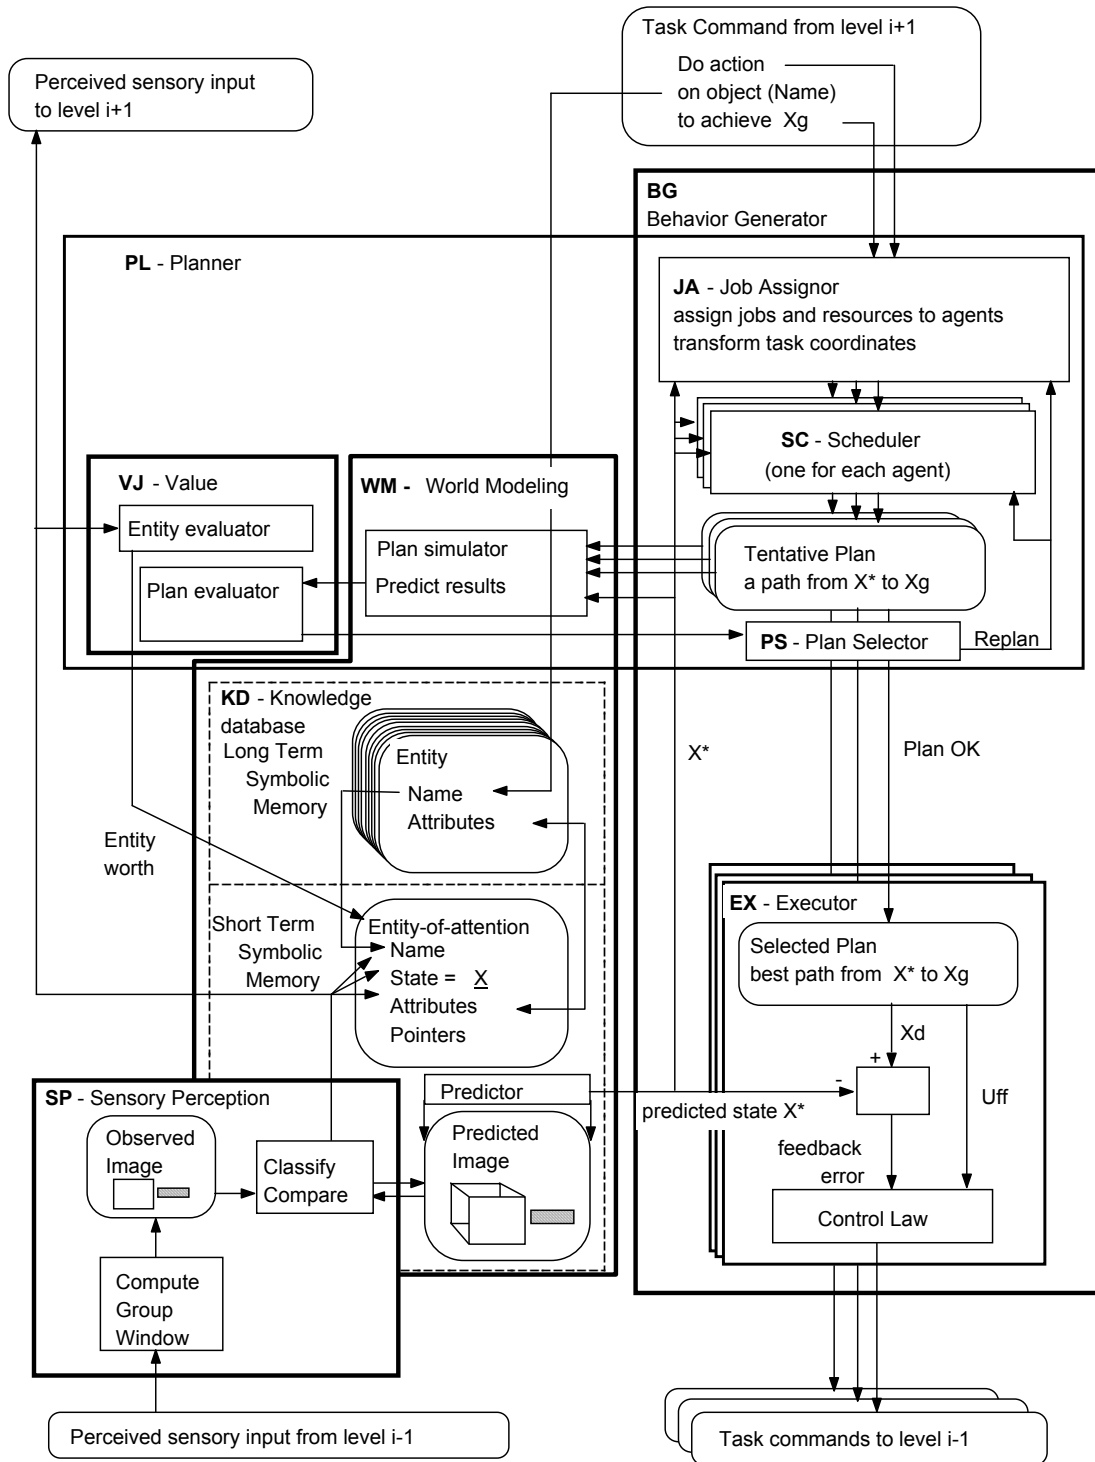 Task Command from level i+1
Do action
on object (Name)
to achieve Xg
Perceived sensory input
to level i+1
BG
Behavior Generator
PL - Planner
JA - Job Assignor
assign jobs and resources to agents
transform task coordinates
SC - Scheduler
(one for each agent)
VJ - Value
Entity evaluator
Plan evaluator
WM - World Modeling
Plan simulator
Predict results
Tentative Plan
a path from X* to Xg
PS - Plan Selector
Replan
KD - Knowledge
database
Long Term
Symbolic
Memory
Entity
Name
Attributes
X*
Plan OK
Entity
worth
Short Term
Symbolic
Memory
Entity-of-attention
Name
State = X
Attributes
Pointers
EX - Executor
Selected Plan
best path from X* to Xg
Xd
+
-
Uff
feedback
error
Control Law
SP - Sensory Perception
Observed
Image
Classify
Compare
Predictor
predicted state X*
Predicted
Image
Compute
Group
Window
Perceived sensory input from level i-1
Task commands to level i-1